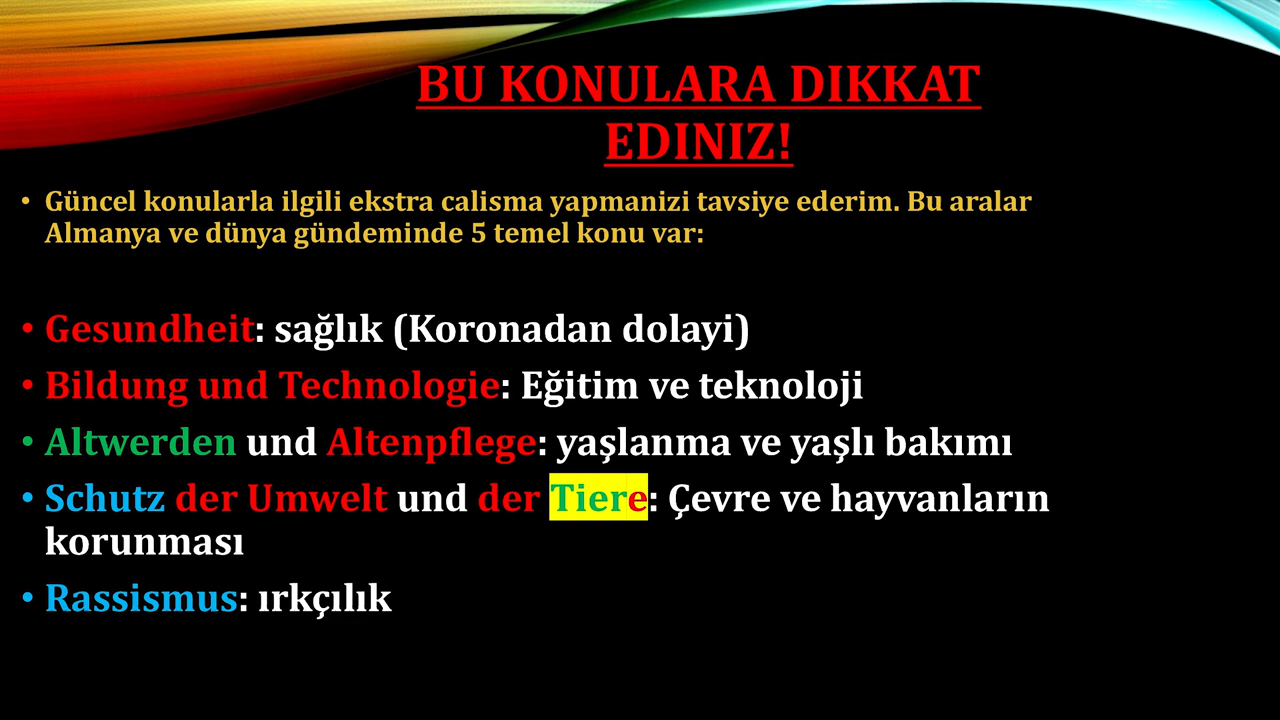 BU KONULARA DIKKAT
EDINIZ!
• Güncel konularla ilgili ekstra calisma yapmanizi tavsiye ederim. Bu aralar
Almanya ve dünya gündeminde 5 temel konu var:
• Gesundheit: sağlık (Koronadan dolayi)
• Bildung und Technologie: Eğitim ve teknoloji
• Altwerden und Altenpflege: yaşlanma ve yaşlı bakımı
• Schutz der Umwelt und der Tiere: Çevre ve hayvanların
korunması
• Rassismus: ırkçılık